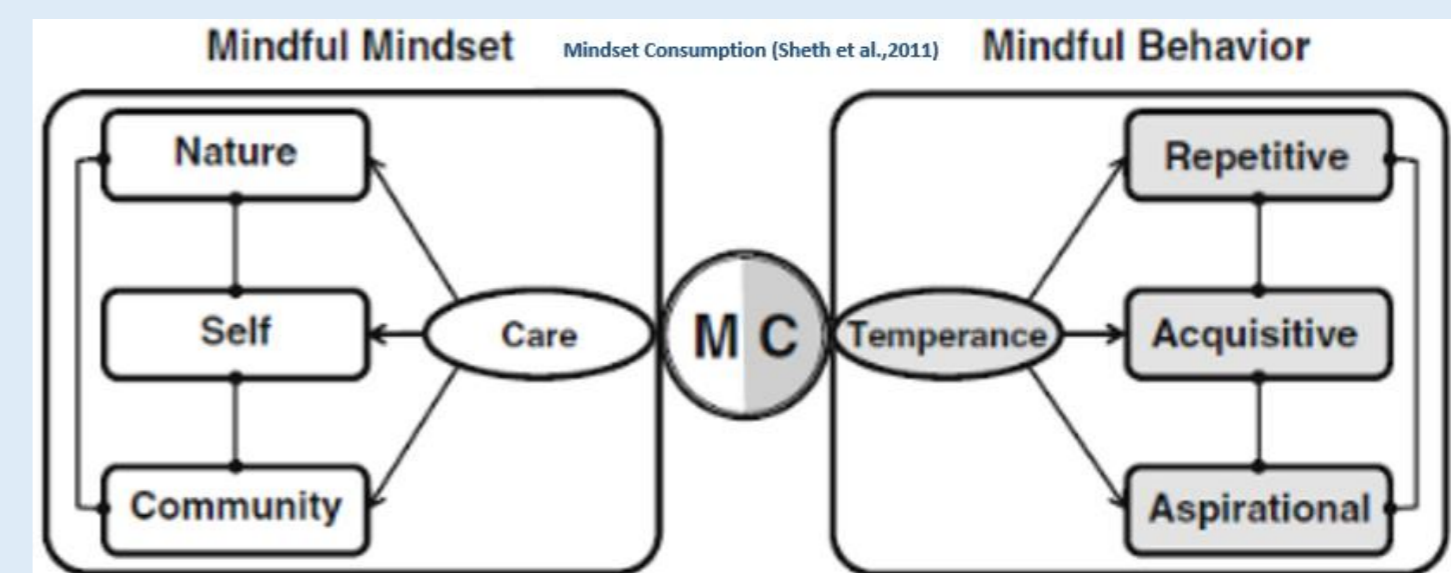 Mindful Mindset
Mindset Consumption (Sheth et al.,2011)
Mindful Behavior
Nature
Self
Community
Care
M C
Temperance
Repetitive
Acquisitive
Aspirational